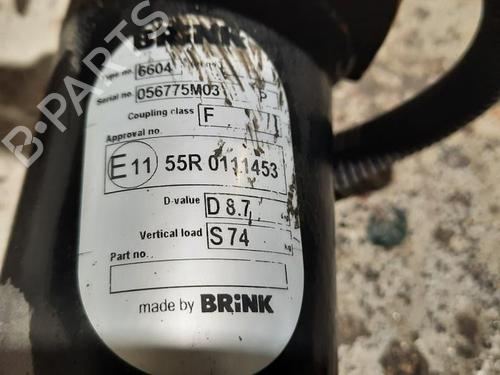 BRINK
Type no. 6604
Serial no. 056775M03 P
Coupling class F
Approval no.
E11 55R 0111453
D-value D 8.7 kN
Vertical load S 74 kg
Part no.
made by BRINK
B-PARTS